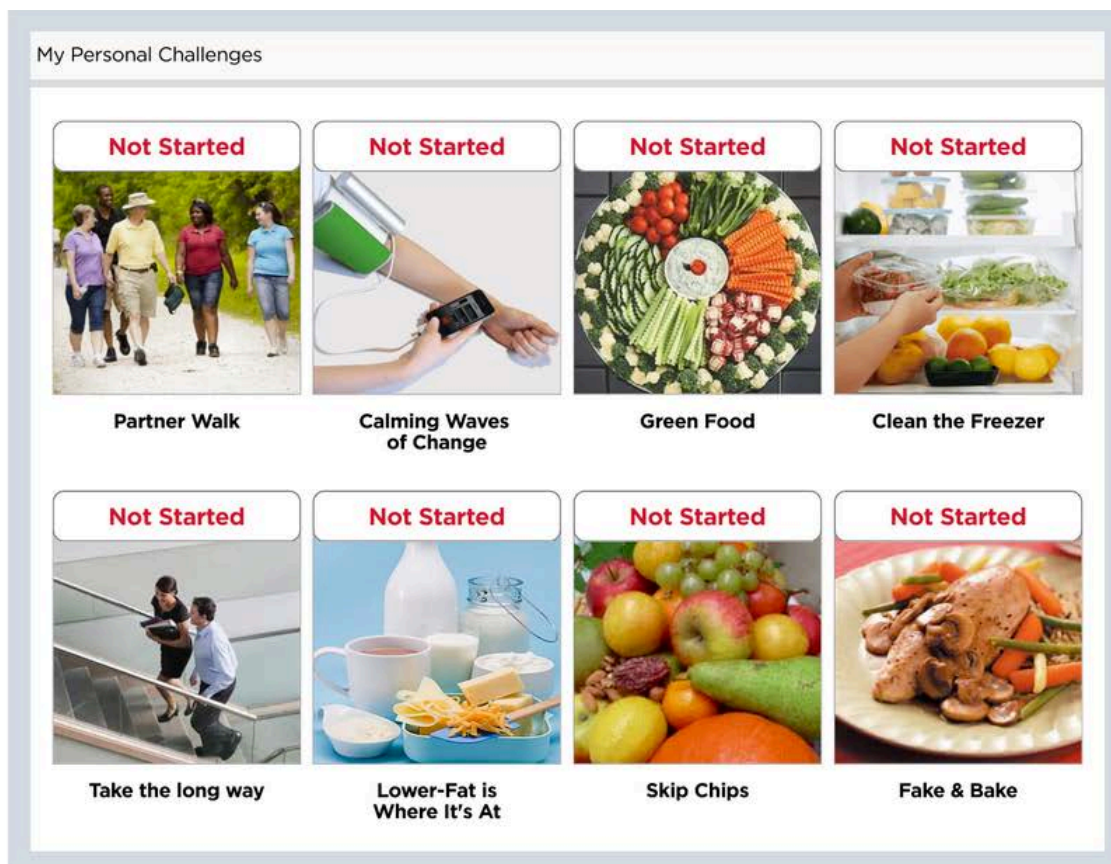 My Personal Challenges
Not Started
Not Started
Not Started
Not Started
Partner Walk
Calming Waves
of Change
Green Food
Clean the Freezer
Not Started
Not Started
Not Started
Not Started
Take the long way
Lower-Fat is
Where It's At
Skip Chips
Fake & Bake